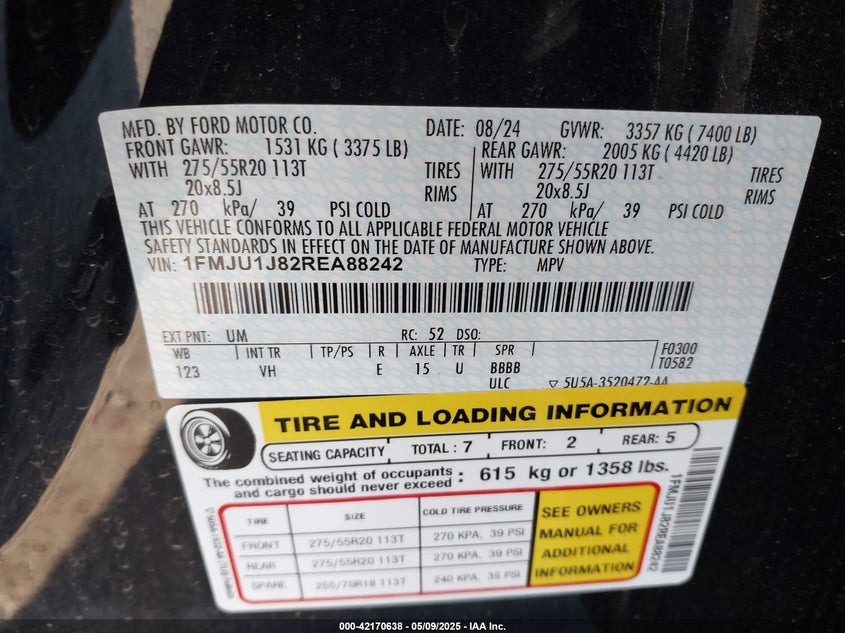 MFD. BY FORD MOTOR CO. DATE: 08/24 GVWR: 3357 KG ( 7400 LB)
FRONT GAWR: 1531 KG ( 3375 LB) REAR GAWR: 2005 KG ( 4420 LB)
WITH 275/55R20 113T TIRES WITH 275/55R20 113T TIRES
20x8.5J RIMS 20x8.5J RIMS
AT 270 kPa/ 39 PSI COLD AT 270 kPa/ 39 PSI COLD
THIS VEHICLE CONFORMS TO ALL APPLICABLE FEDERAL MOTOR VEHICLE
SAFETY STANDARDS IN EFFECT ON THE DATE OF MANUFACTURE SHOWN ABOVE.
VIN: 1FMJU1J82REA88242 TYPE: MPV
EXT PNT: UM RC: 52 DSO:
WB INT TR TP/PS R AXLE TR SPR F0300
123 VH E 15 U BBBB T0582
ULC ▽ 5U5A-3520472-AA
TIRE AND LOADING INFORMATION
SEATING CAPACITY TOTAL : 7 FRONT: 2 REAR: 5
The combined weight of occupants and cargo should never exceed : 615 kg or 1358 lbs.
TIRE SIZE COLD TIRE PRESSURE
FRONT 275/55R20 113T 270 KPA, 39 PSI
REAR 275/55R20 113T 270 KPA, 39 PSI
SPARE 255/70R18 113T 240 KPA, 35 PSI
SEE OWNERS
MANUAL FOR
ADDITIONAL
INFORMATION
1FMJU1J82REA88242
000-42170638 - 05/09/2025 - IAA Inc.